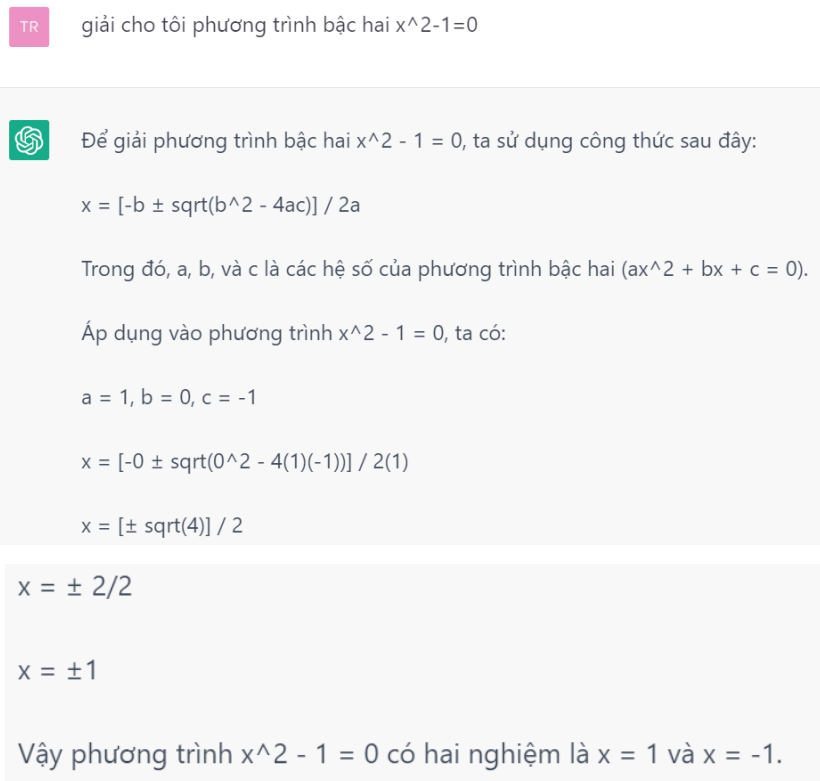 TR
giải cho tôi phương trình bậc hai x^2-1=0
Để giải phương trình bậc hai x^2 - 1 = 0, ta sử dụng công thức sau đây:
x = [-b ± sqrt(b^2 - 4ac)] / 2a
Trong đó, a, b, và c là các hệ số của phương trình bậc hai (ax^2 + bx + c = 0).
Áp dụng vào phương trình x^2 - 1 = 0, ta có:
a = 1, b = 0, c = -1
x = [-0 ± sqrt(0^2 - 4(1)(-1))] / 2(1)
x = [± sqrt(4)] / 2
x = ± 2/2
x = ±1
Vậy phương trình x^2 - 1 = 0 có hai nghiệm là x = 1 và x = -1.